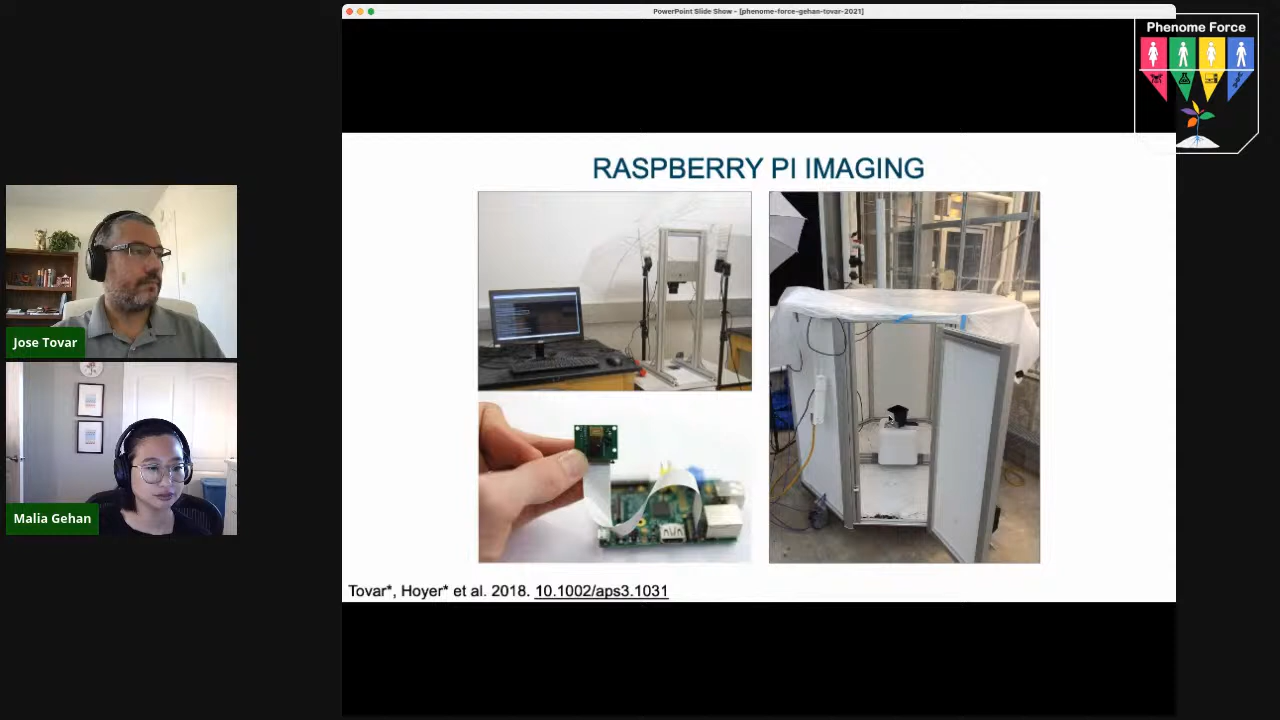 PowerPoint Slide Show - [phenome-force-gehan-tovar-2021]
Phenome Force
RASPBERRY PI IMAGING
Jose Tovar
Malia Gehan
Tovar*, Hoyer* et al. 2018. 10.1002/aps3.1031